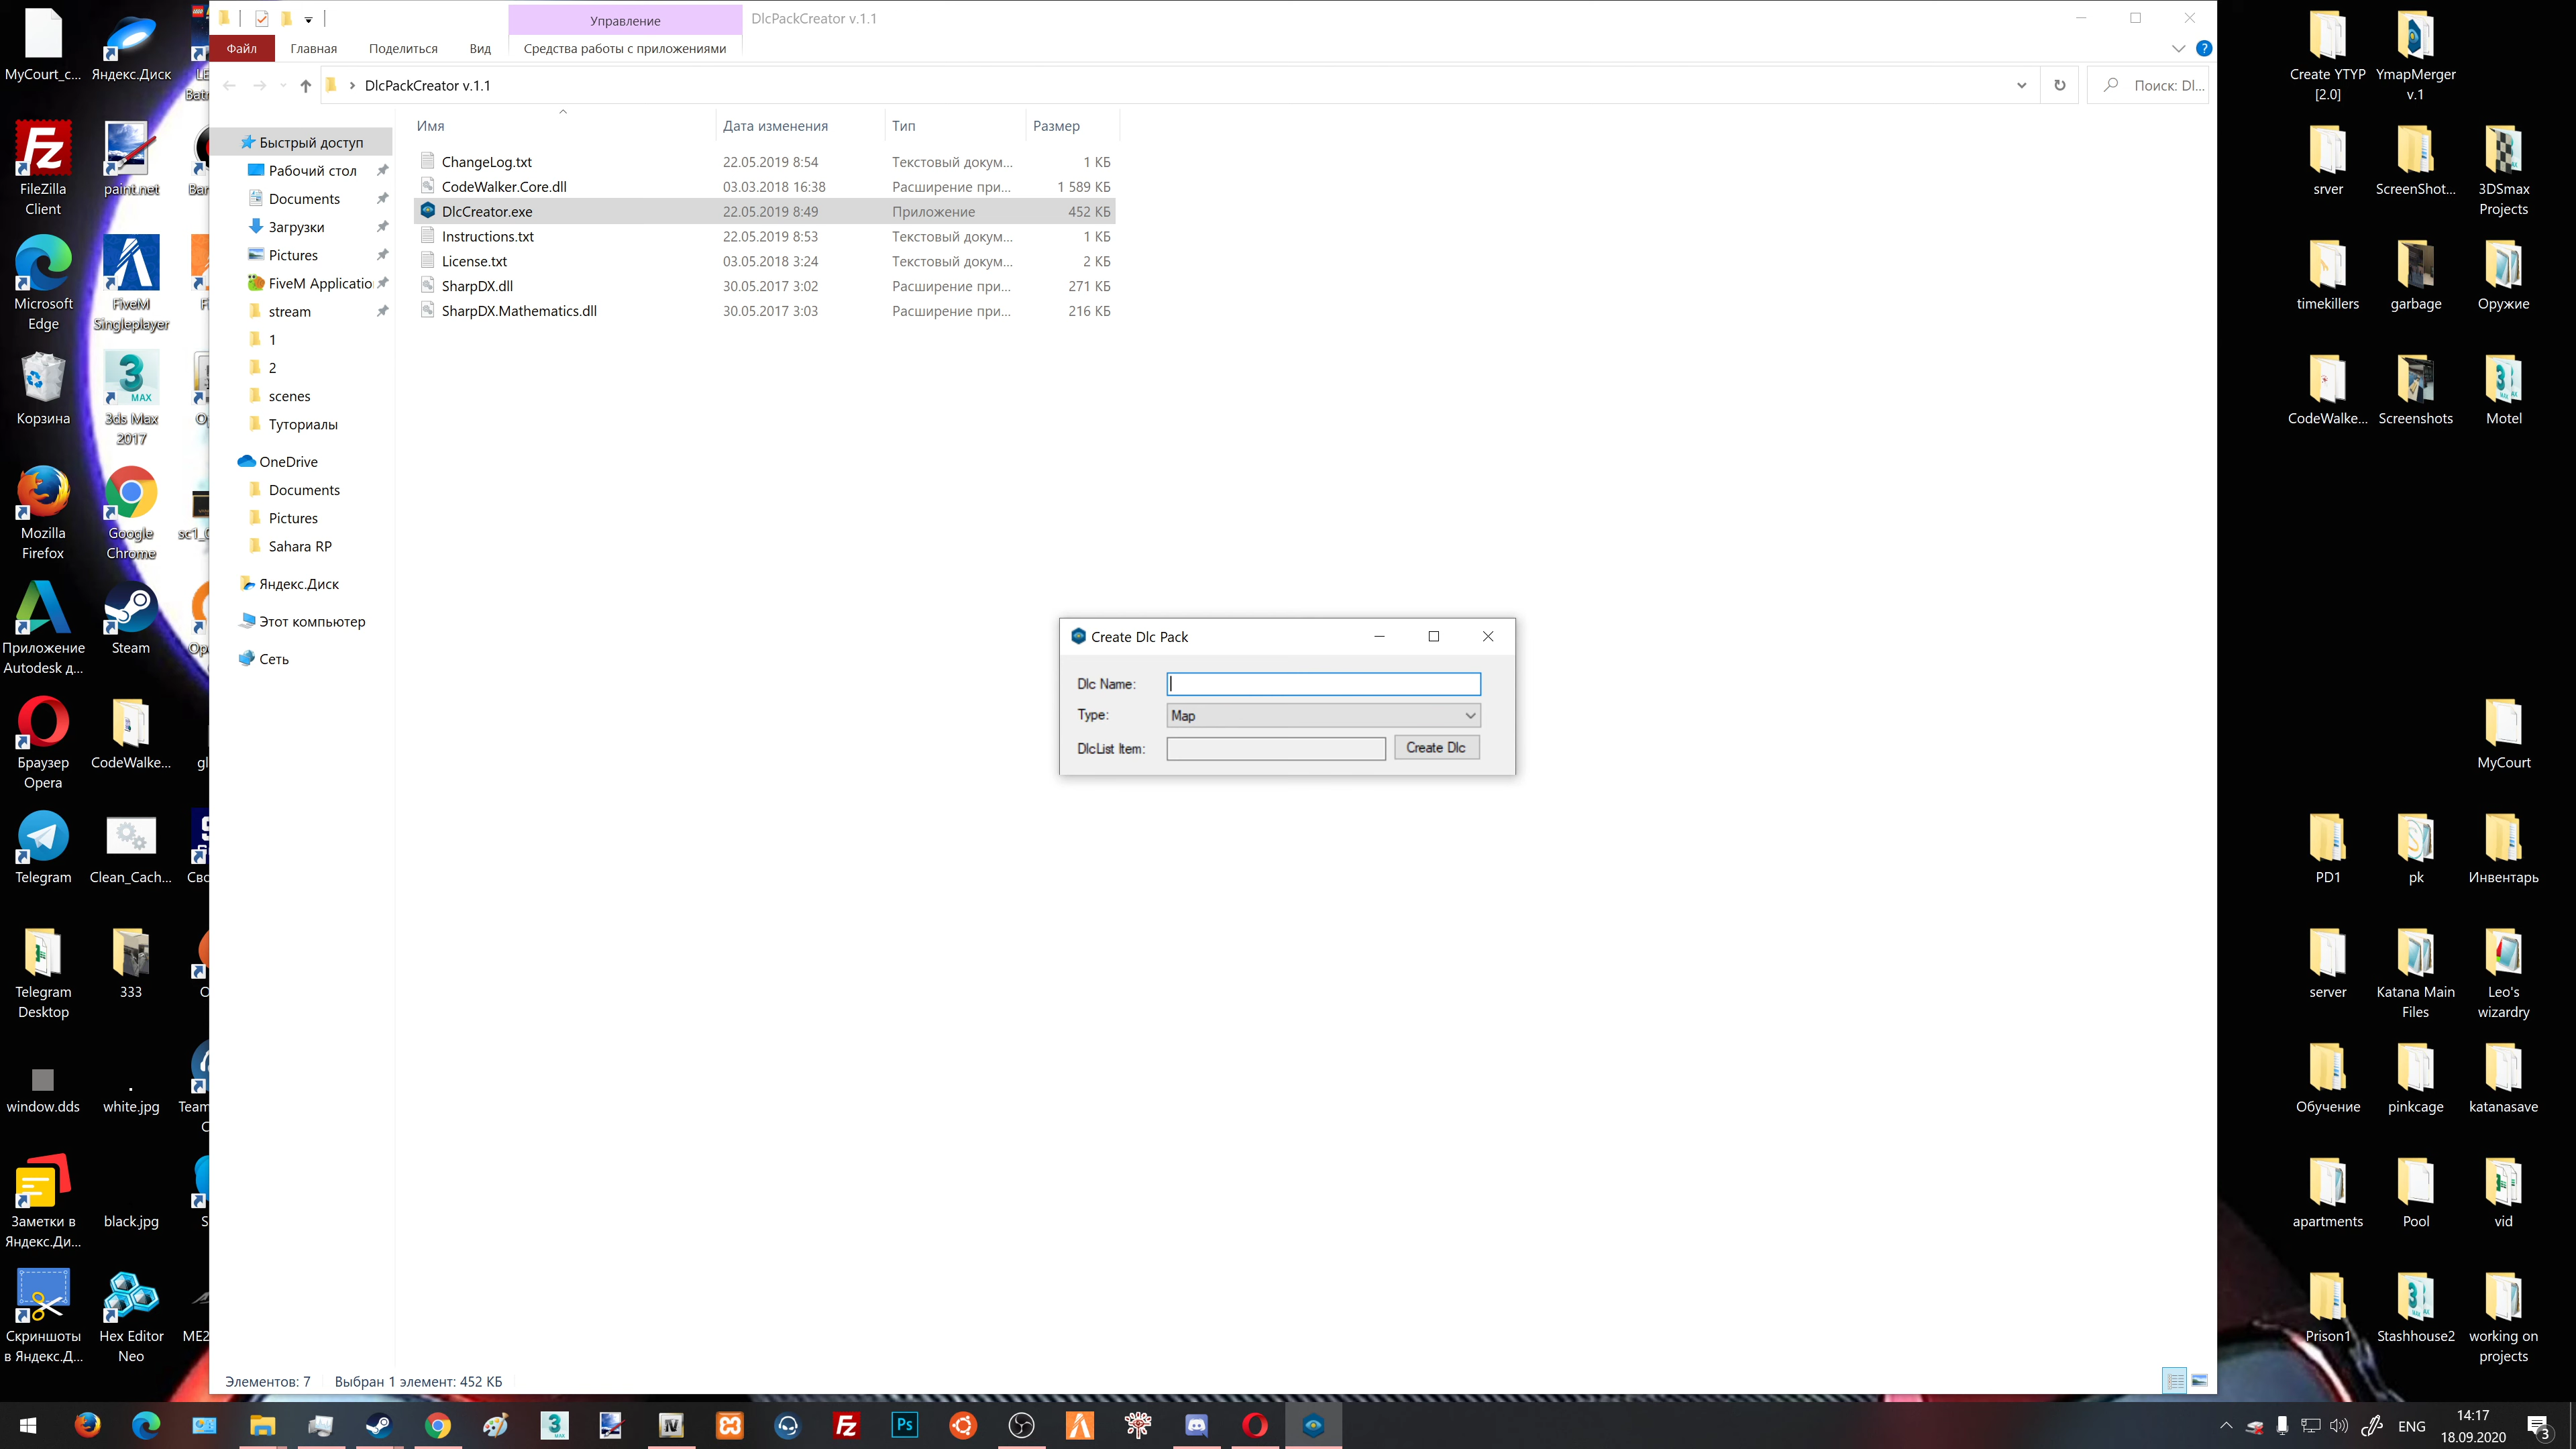 Управление
DlcPackCreator v.1.1
Файл
Главная
Поделиться
Вид
Средства работы с приложениями
DlcPackCreator v.1.1
Поиск: Dl...
Имя
Дата изменения
Тип
Размер
ChangeLog.txt 22.05.2019 8:54 Текстовый докум... 1 КБ
CodeWalker.Core.dll 03.03.2018 16:38 Расширение при... 1 589 КБ
DlcCreator.exe 22.05.2019 8:49 Приложение 452 КБ
Instructions.txt 22.05.2019 8:53 Текстовый докум... 1 КБ
License.txt 03.05.2018 3:24 Текстовый докум... 2 КБ
SharpDX.dll 30.05.2017 3:02 Расширение при... 271 КБ
SharpDX.Mathematics.dll 30.05.2017 3:03 Расширение при... 216 КБ
Быстрый доступ
Рабочий стол
Documents
Загрузки
Pictures
FiveM Applicatio
stream
1
2
scenes
Туториалы
OneDrive
Documents
Pictures
Sahara RP
Яндекс.Диск
Этот компьютер
Сеть
Create Dlc Pack
Dlc Name:
Type:
Map
DlcList Item:
Create Dlc
Элементов: 7
Выбран 1 элемент: 452 КБ
MyCourt_c...
Яндекс.Диск
FileZilla
Client
paint.net
Microsoft
Edge
FiveM
Singleplayer
Корзина
3ds Max
2017
Mozilla
Firefox
Google
Chrome
Приложение
Autodesk д...
Steam
Браузер
Opera
CodeWalke...
Telegram
Clean_Cach...
Telegram
Desktop
333
window.dds
white.jpg
Заметки в
Яндекс.Ди...
black.jpg
Скриншоты
в Яндекс.Д...
Hex Editor
Neo
Create YTYP
[2.0]
YmapMerger
v.1
srver
ScreenShot...
3DSmax
Projects
timekillers
garbage
Оружие
CodeWalke...
Screenshots
Motel
MyCourt
PD1
pk
Инвентарь
server
Katana Main
Files
Leo's
wizardry
Обучение
pinkcage
katanasave
apartments
Pool
vid
Prison1
Stashhouse2
working on
projects
ENG
14:17
18.09.2020
3